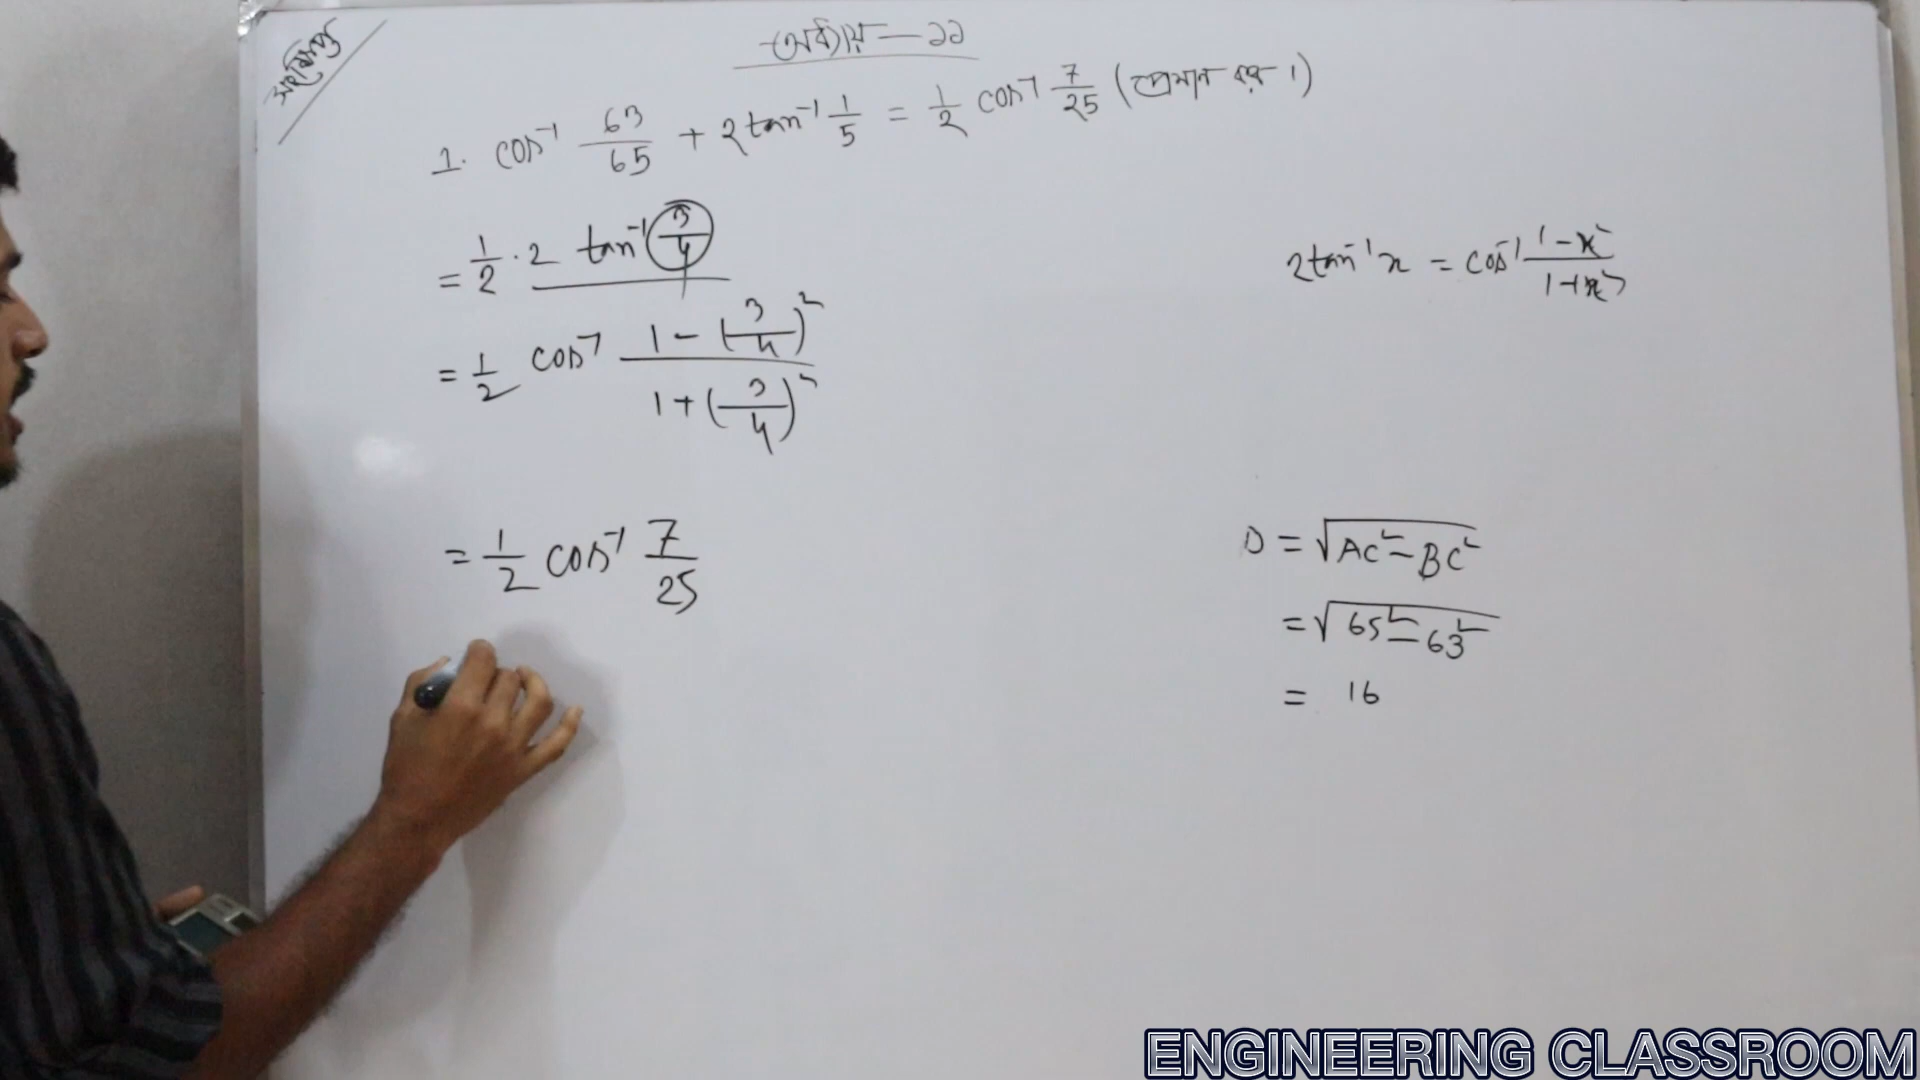 অধ্যায় — ১১
1. cos⁻¹ 63/65 + 2 tan⁻¹ 1/5 = 1/2 cos⁻¹ 7/25 (প্রমাণ কর।)
= 1/2 · 2 tan⁻¹ 3/4
2tan⁻¹x = cos⁻¹ (1-x²)/(1+x²)
= 1/2 cos⁻¹ (1-(3/4)²)/(1+(3/4)²)
= 1/2 cos⁻¹ 7/25
= √AC²-BC²
= √65²-63²
= 16
ENGINEERING CLASSROOM